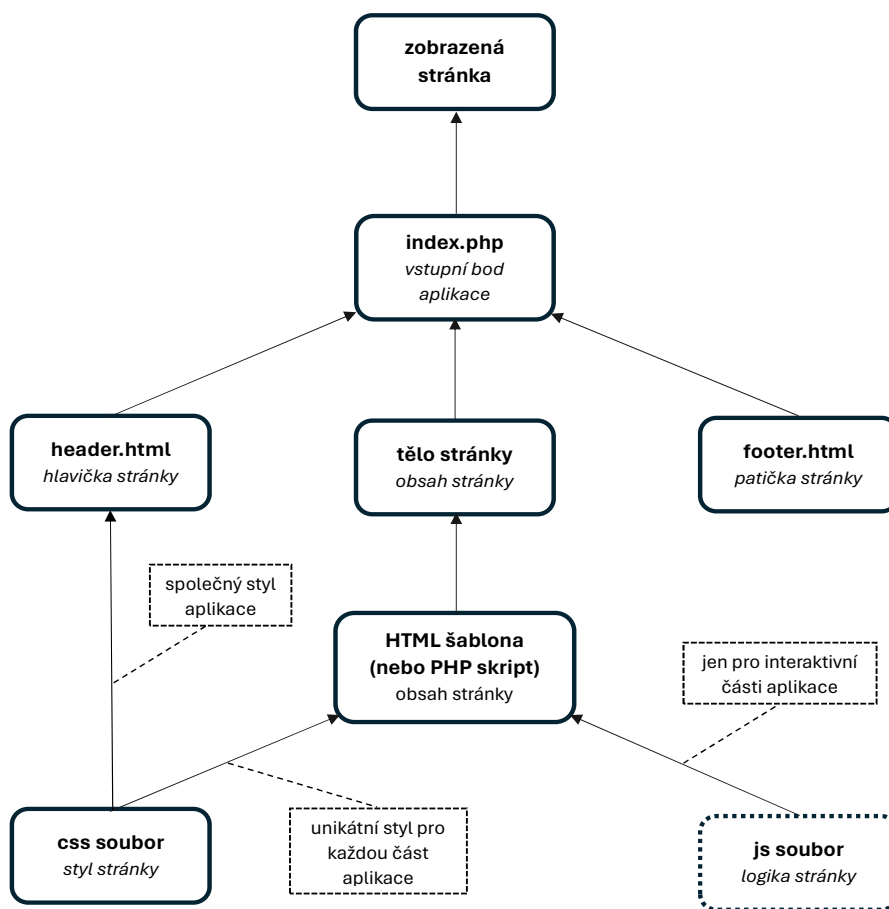 zobrazená
stránka
index.php
vstupní bod
aplikace
header.html
hlavička stránky
tělo stránky
obsah stránky
footer.html
patička stránky
společný styl
aplikace
HTML šablona
(nebo PHP skript)
obsah stránky
jen pro interaktivní
části aplikace
css soubor
styl stránky
unikátní styl pro
každou část
aplikace
js soubor
logika stránky